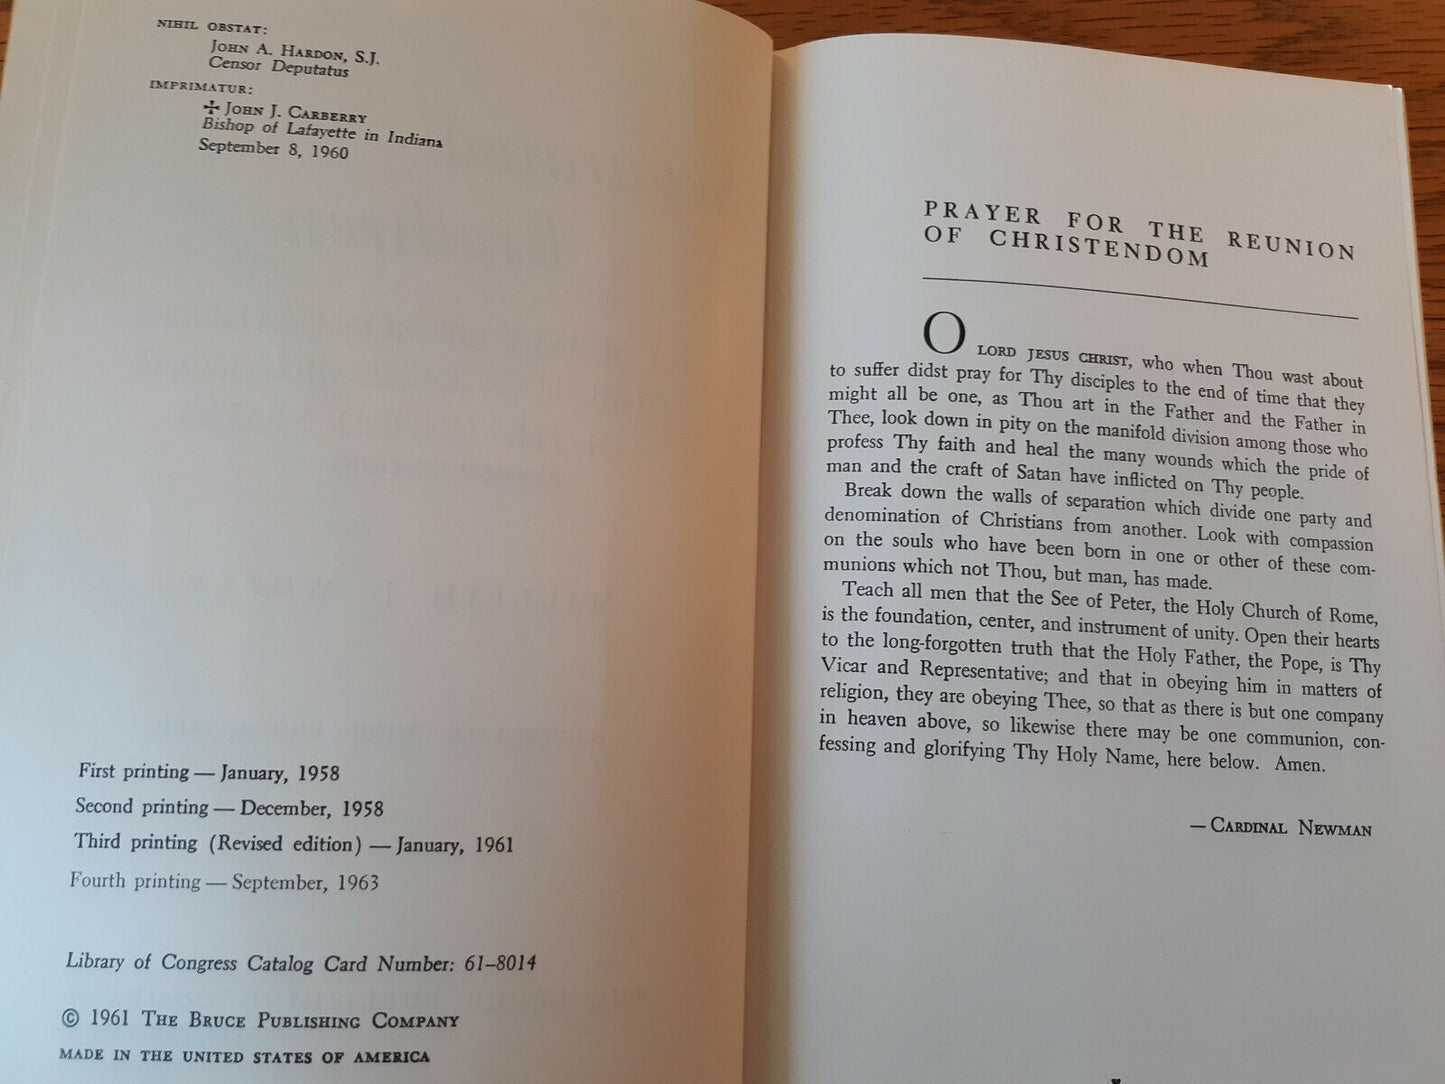 NIHIL OBSTAT:
JOHN A. HARDON, S.J.
Censor Deputatus
IMPRIMATUR:
✢ JOHN J. CARBERRY
Bishop of Lafayette in Indiana
September 8, 1960
First printing — January, 1958
Second printing — December, 1958
Third printing (Revised edition) — January, 1961
Fourth printing — September, 1963
Library of Congress Catalog Card Number: 61–8014
© 1961 THE BRUCE PUBLISHING COMPANY
MADE IN THE UNITED STATES OF AMERICA
PRAYER FOR THE REUNION
OF CHRISTENDOM
O LORD JESUS CHRIST, who when Thou wast about
to suffer didst pray for Thy disciples to the end of time that they
might all be one, as Thou art in the Father and the Father in
Thee, look down in pity on the manifold division among those who
profess Thy faith and heal the many wounds which the pride of
man and the craft of Satan have inflicted on Thy people.
Break down the walls of separation which divide one party and
denomination of Christians from another. Look with compassion
on the souls who have been born in one or other of these com-
munions which not Thou, but man, has made.
Teach all men that the See of Peter, the Holy Church of Rome,
is the foundation, center, and instrument of unity. Open their hearts
to the long-forgotten truth that the Holy Father, the Pope, is Thy
Vicar and Representative; and that in obeying him in matters of
religion, they are obeying Thee, so that as there is but one company
in heaven above, so likewise there may be one communion, con-
fessing and glorifying Thy Holy Name, here below. Amen.
— CARDINAL NEWMAN